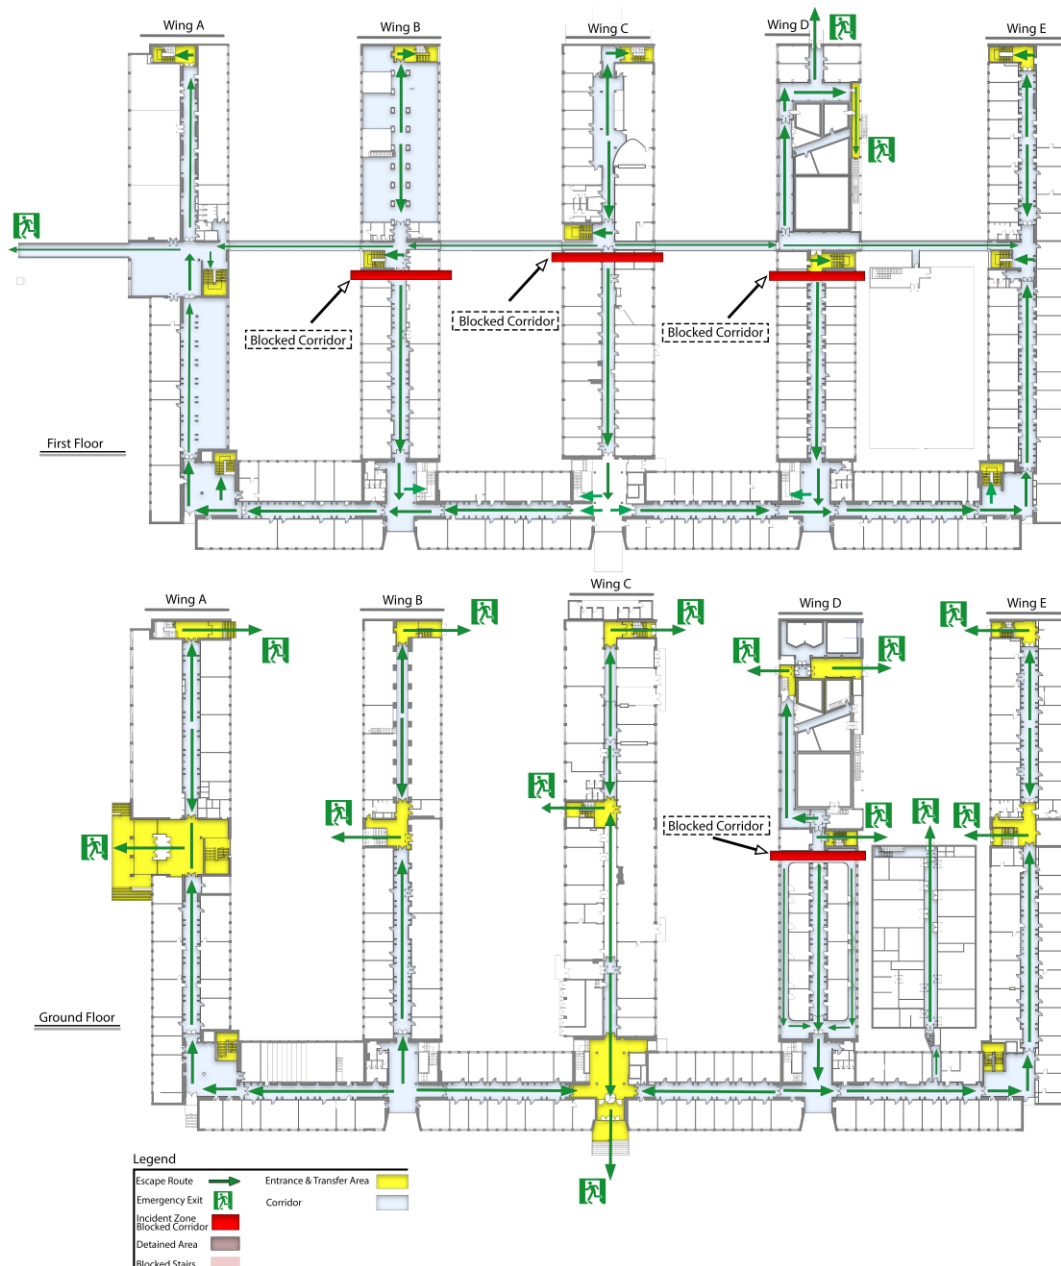 Wing A
Wing B
Wing C
Wing D
Wing E
Blocked Corridor
Blocked Corridor
Blocked Corridor
First Floor
Wing A
Wing B
Wing C
Wing D
Wing E
Blocked Corridor
Ground Floor
Legend
Escape Route
Entrance & Transfer Area
Emergency Exit
Corridor
Incident Zone
Blocked Corridor
Detained Area
Blocked Stairs